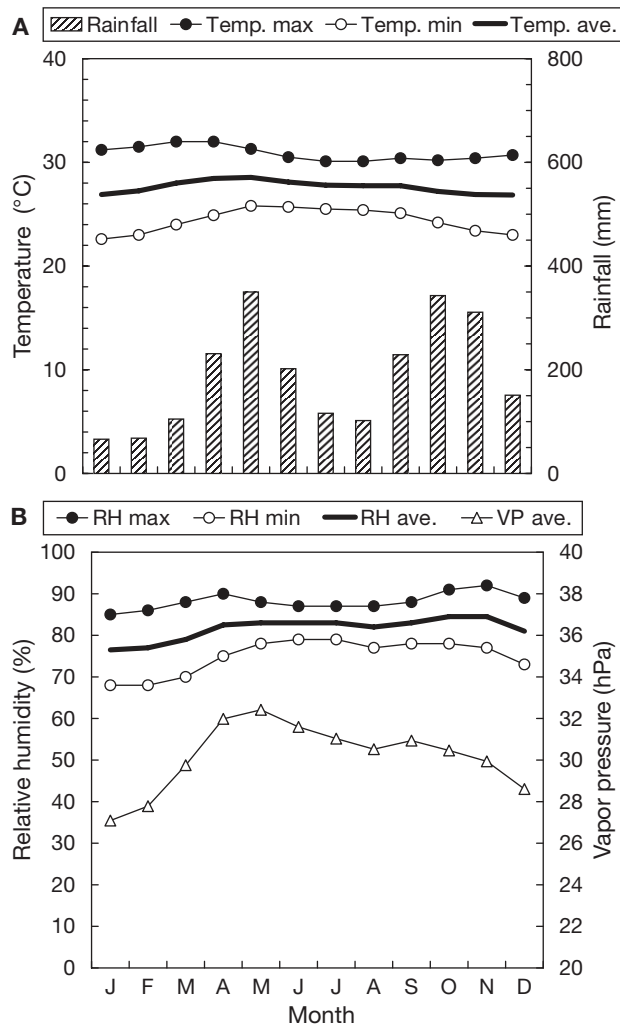 A
Rainfall Temp. max Temp. min Temp. ave.
40 800
30 600
20 400
10 200
0 0
Temperature (°C)
Rainfall (mm)
B
RH max RH min RH ave. VP ave.
100 40
90 38
80 36
70 34
60 32
50 30
40 28
30 26
20 24
10 22
0 20
Relative humidity (%)
Vapor pressure (hPa)
J F M A M J J A S O N D
Month